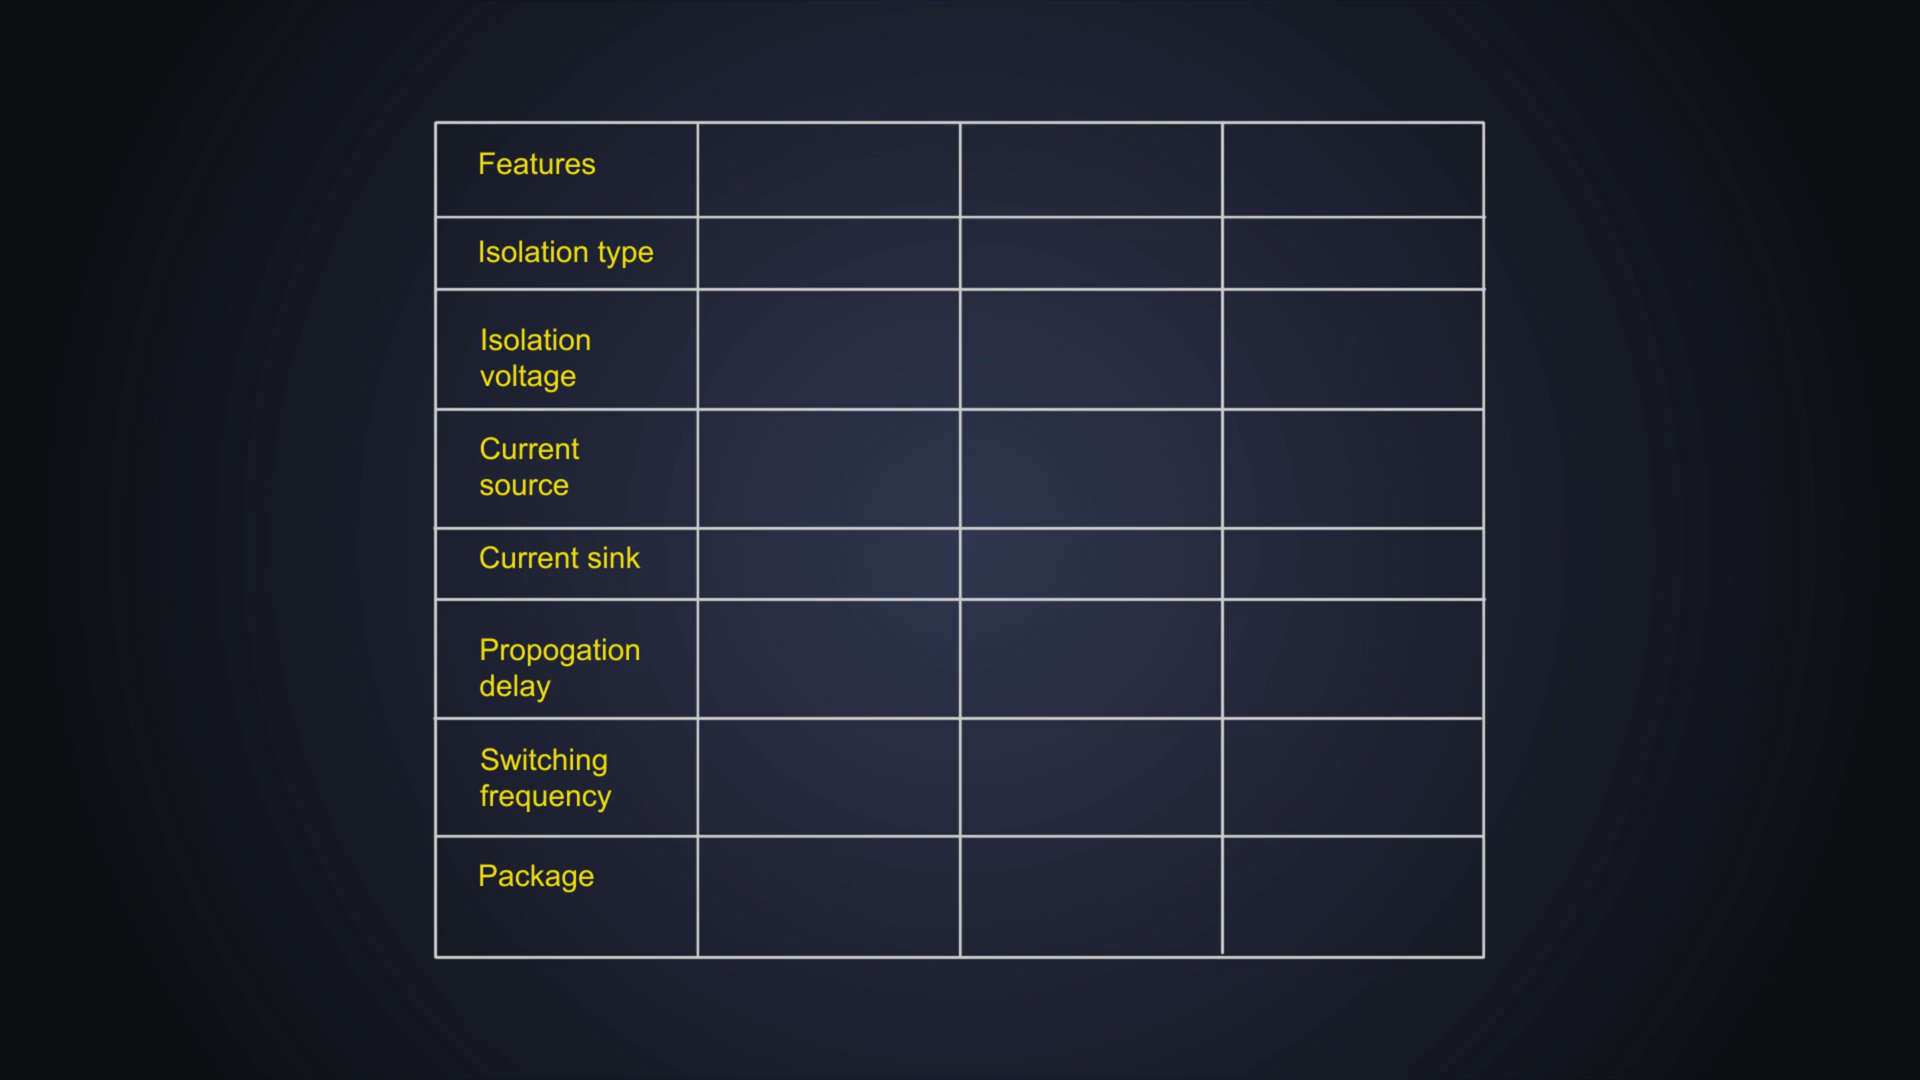 Features
Isolation type
Isolation
voltage
Current
source
Current sink
Propogation
delay
Switching
frequency
Package